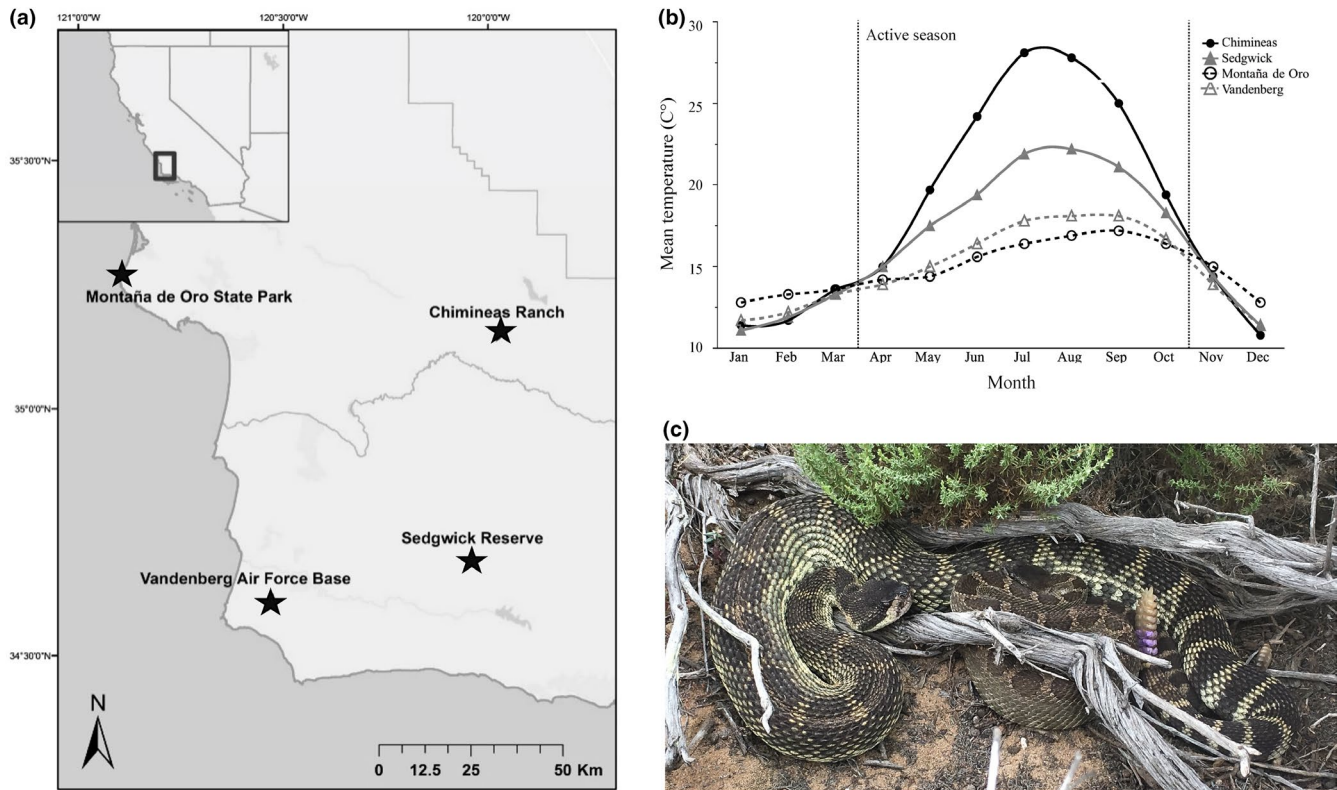 (a)
121°0'0"W
120°30'0"W
120°0'0"W
35°30'0"N
35°0'0"N
34°30'0"N
Montaña de Oro State Park
Chimineas Ranch
Sedgwick Reserve
Vandenberg Air Force Base
N
0 12.5 25 50 Km
(b)
30
25
20
15
10
Mean temperature (C°)
Active season
Chimineas
Sedgwick
Montaña de Oro
Vandenberg
Jan Feb Mar Apr May Jun Jul Aug Sep Oct Nov Dec
Month
(c)